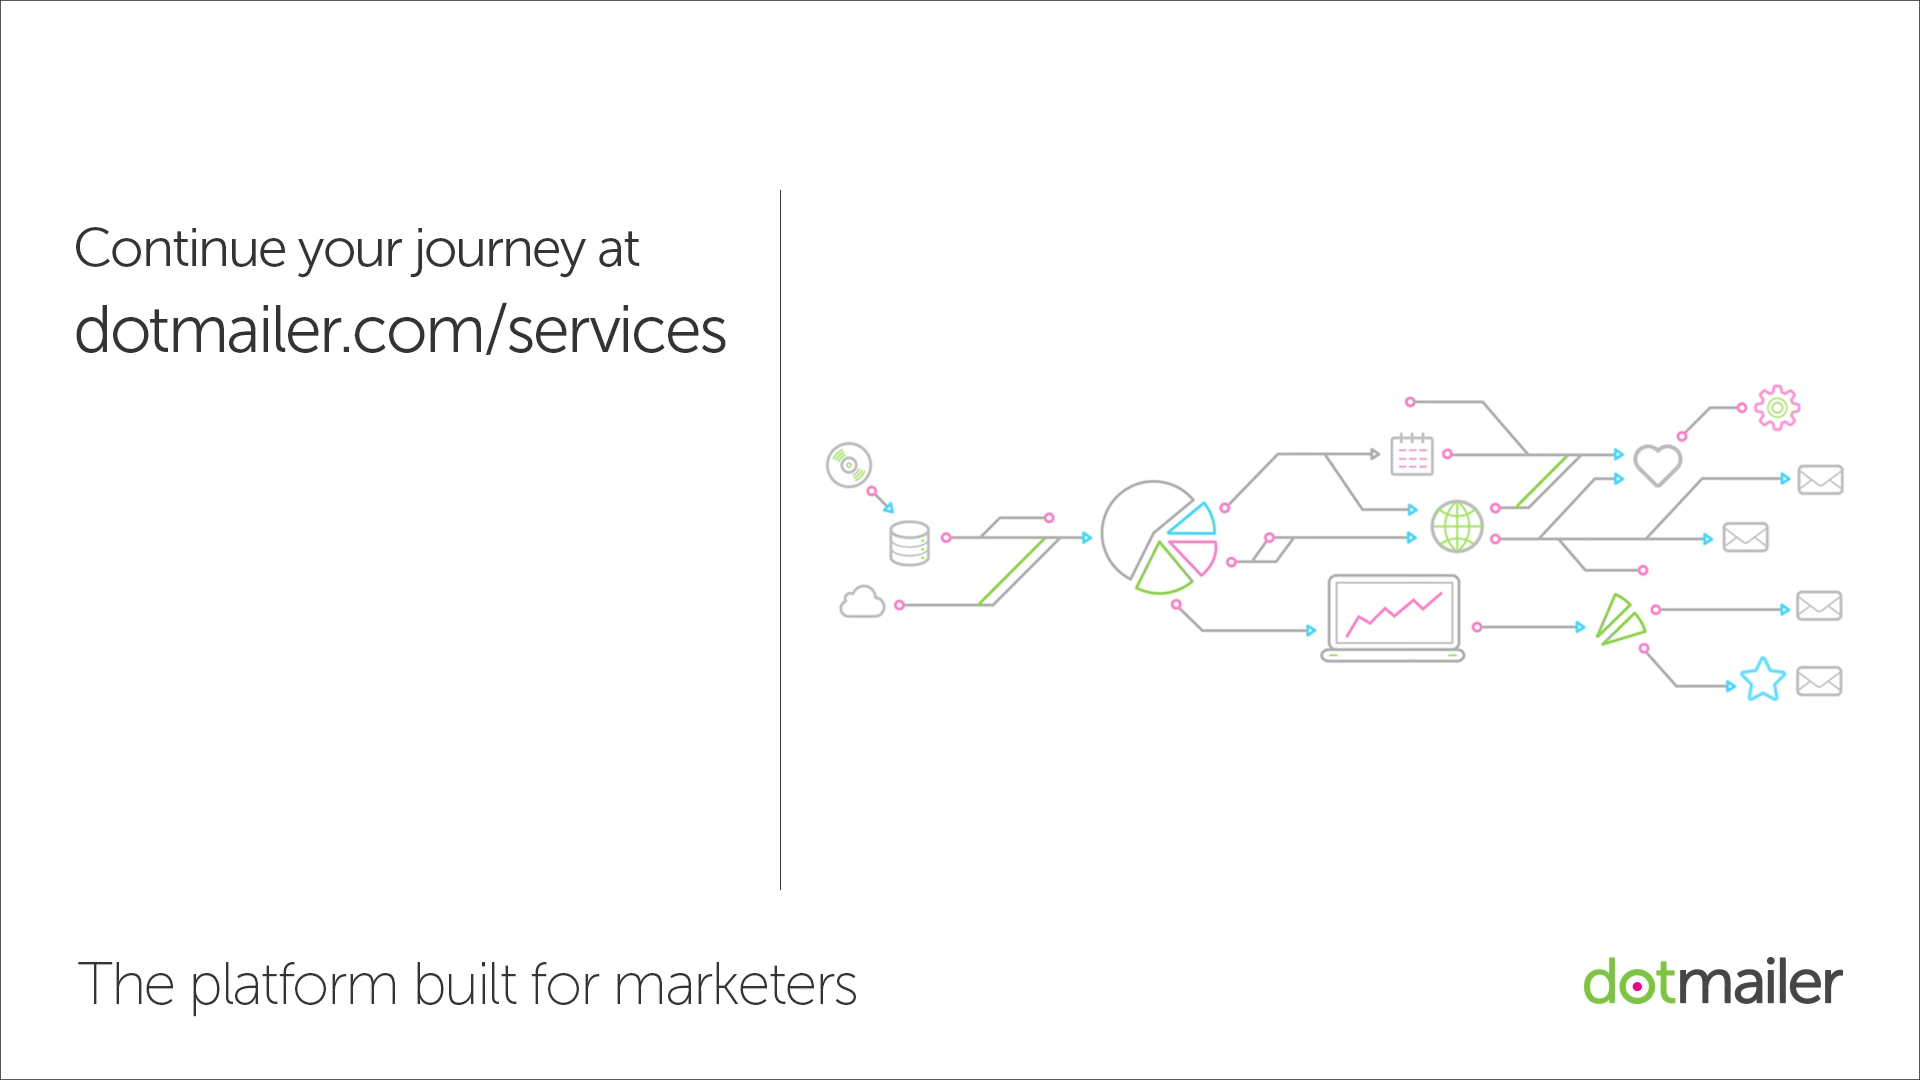 Continue your journey at
dotmailer.com/services
The platform built for marketers
dotmailer